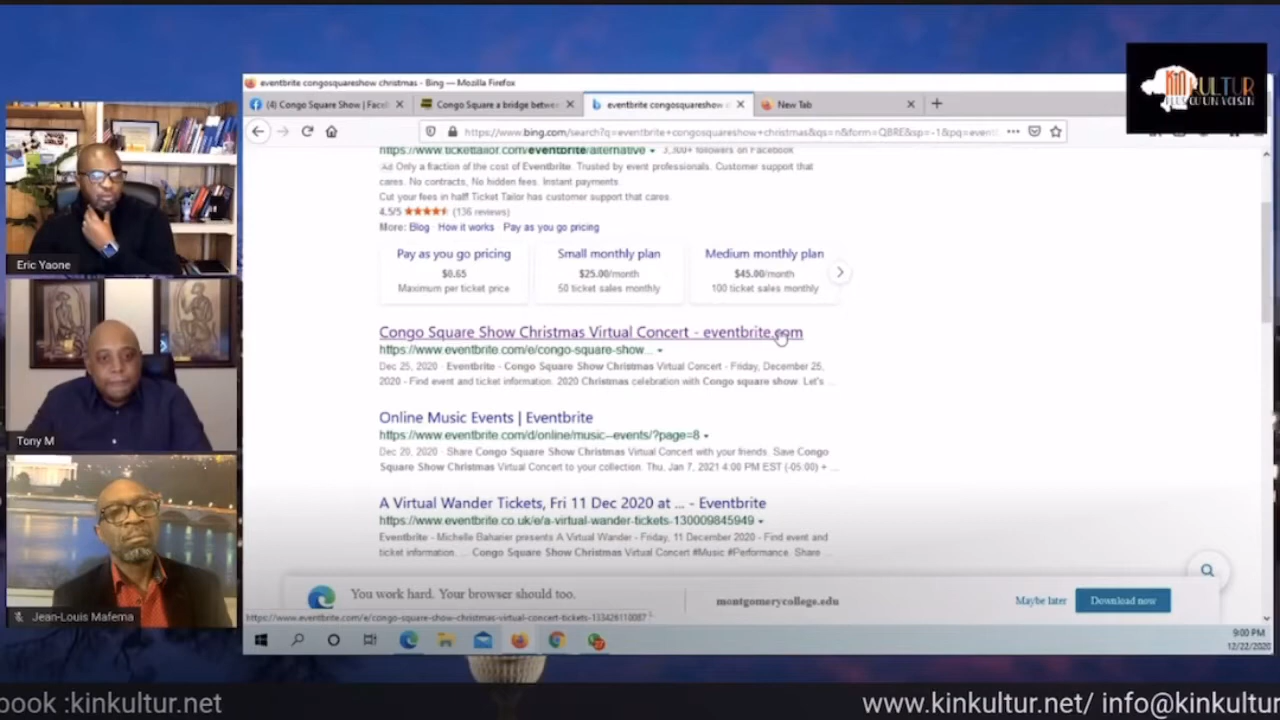 eventbrite congosquareshow christmas - Bing — Mozilla Firefox
(4) Congo Square Show | Facel
Congo Square a bridge betwe
eventbrite congosquareshow c
New Tab
KIN KULTUR
PLUS QU'UN VOISIN
https://www.bing.com/search?q=eventbrite+congosquareshow+christmas&qs=n&form=QBRE&sp=-1&pq=event
https://www.tickettailor.com/eventbrite/alternative 3,300+ followers on Facebook
Ad Only a fraction of the cost of Eventbrite. Trusted by event professionals. Customer support that
cares. No contracts, No hidden fees. Instant payments.
Cut your fees in half! Ticket Tailor has customer support that cares.
4.5/5 (136 reviews)
More: Blog · How it works · Pay as you go pricing
Pay as you go pricing
$0.65
Maximum per ticket price
Small monthly plan
$25.00/month
50 ticket sales monthly
Medium monthly plan
$45.00/month
100 ticket sales monthly
Congo Square Show Christmas Virtual Concert - eventbrite.com
https://www.eventbrite.com/e/congo-square-show...
Dec 25, 2020 · Eventbrite - Congo Square Show Christmas Virtual Concert - Friday, December 25,
2020 - Find event and ticket information. 2020 Christmas celebration with Congo square show. Let's ...
Online Music Events | Eventbrite
https://www.eventbrite.com/d/online/music--events/?page=8
Dec 20, 2020 · Share Congo Square Show Christmas Virtual Concert with your friends. Save Congo
Square Show Christmas Virtual Concert to your collection. Thu, Jan 7, 2021 4:00 PM EST (-05:00) + ...
A Virtual Wander Tickets, Fri 11 Dec 2020 at ... - Eventbrite
https://www.eventbrite.co.uk/e/a-virtual-wander-tickets-130009845949
Eventbrite - Michelle Baharier presents A Virtual Wander - Friday, 11 December 2020 - Find event and
ticket information. ... Congo Square Show Christmas Virtual Concert #Music #Performance. Share ...
You work hard. Your browser should too.
montgomerycollege.edu
Maybe later
Download now
https://www.eventbrite.com/e/congo-square-show-christmas-virtual-concert-tickets-133426110087
9:00 PM
12/22/2020
Eric Yaone
Tony M
Jean-Louis Mafema
book :kinkultur.net
www.kinkultur.net/ info@kinkultur